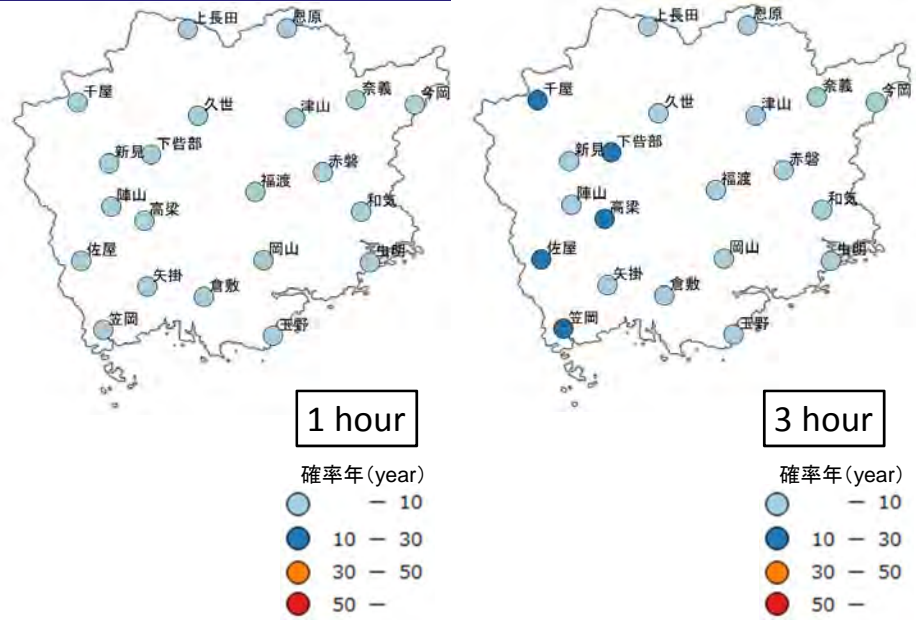 上長田
恩原
千屋
久世
津山
奈義
今岡
新見
下呰部
赤磐
福渡
陣山
高梁
和気
佐屋
岡山
虫明
矢掛
倉敷
笠岡
玉野
1 hour
確率年(year)
— 10
10 — 30
30 — 50
50 —
上長田
恩原
千屋
久世
津山
奈義
今岡
新見
下呰部
赤磐
福渡
陣山
高梁
和気
佐屋
岡山
虫明
矢掛
倉敷
笠岡
玉野
3 hour
確率年(year)
— 10
10 — 30
30 — 50
50 —